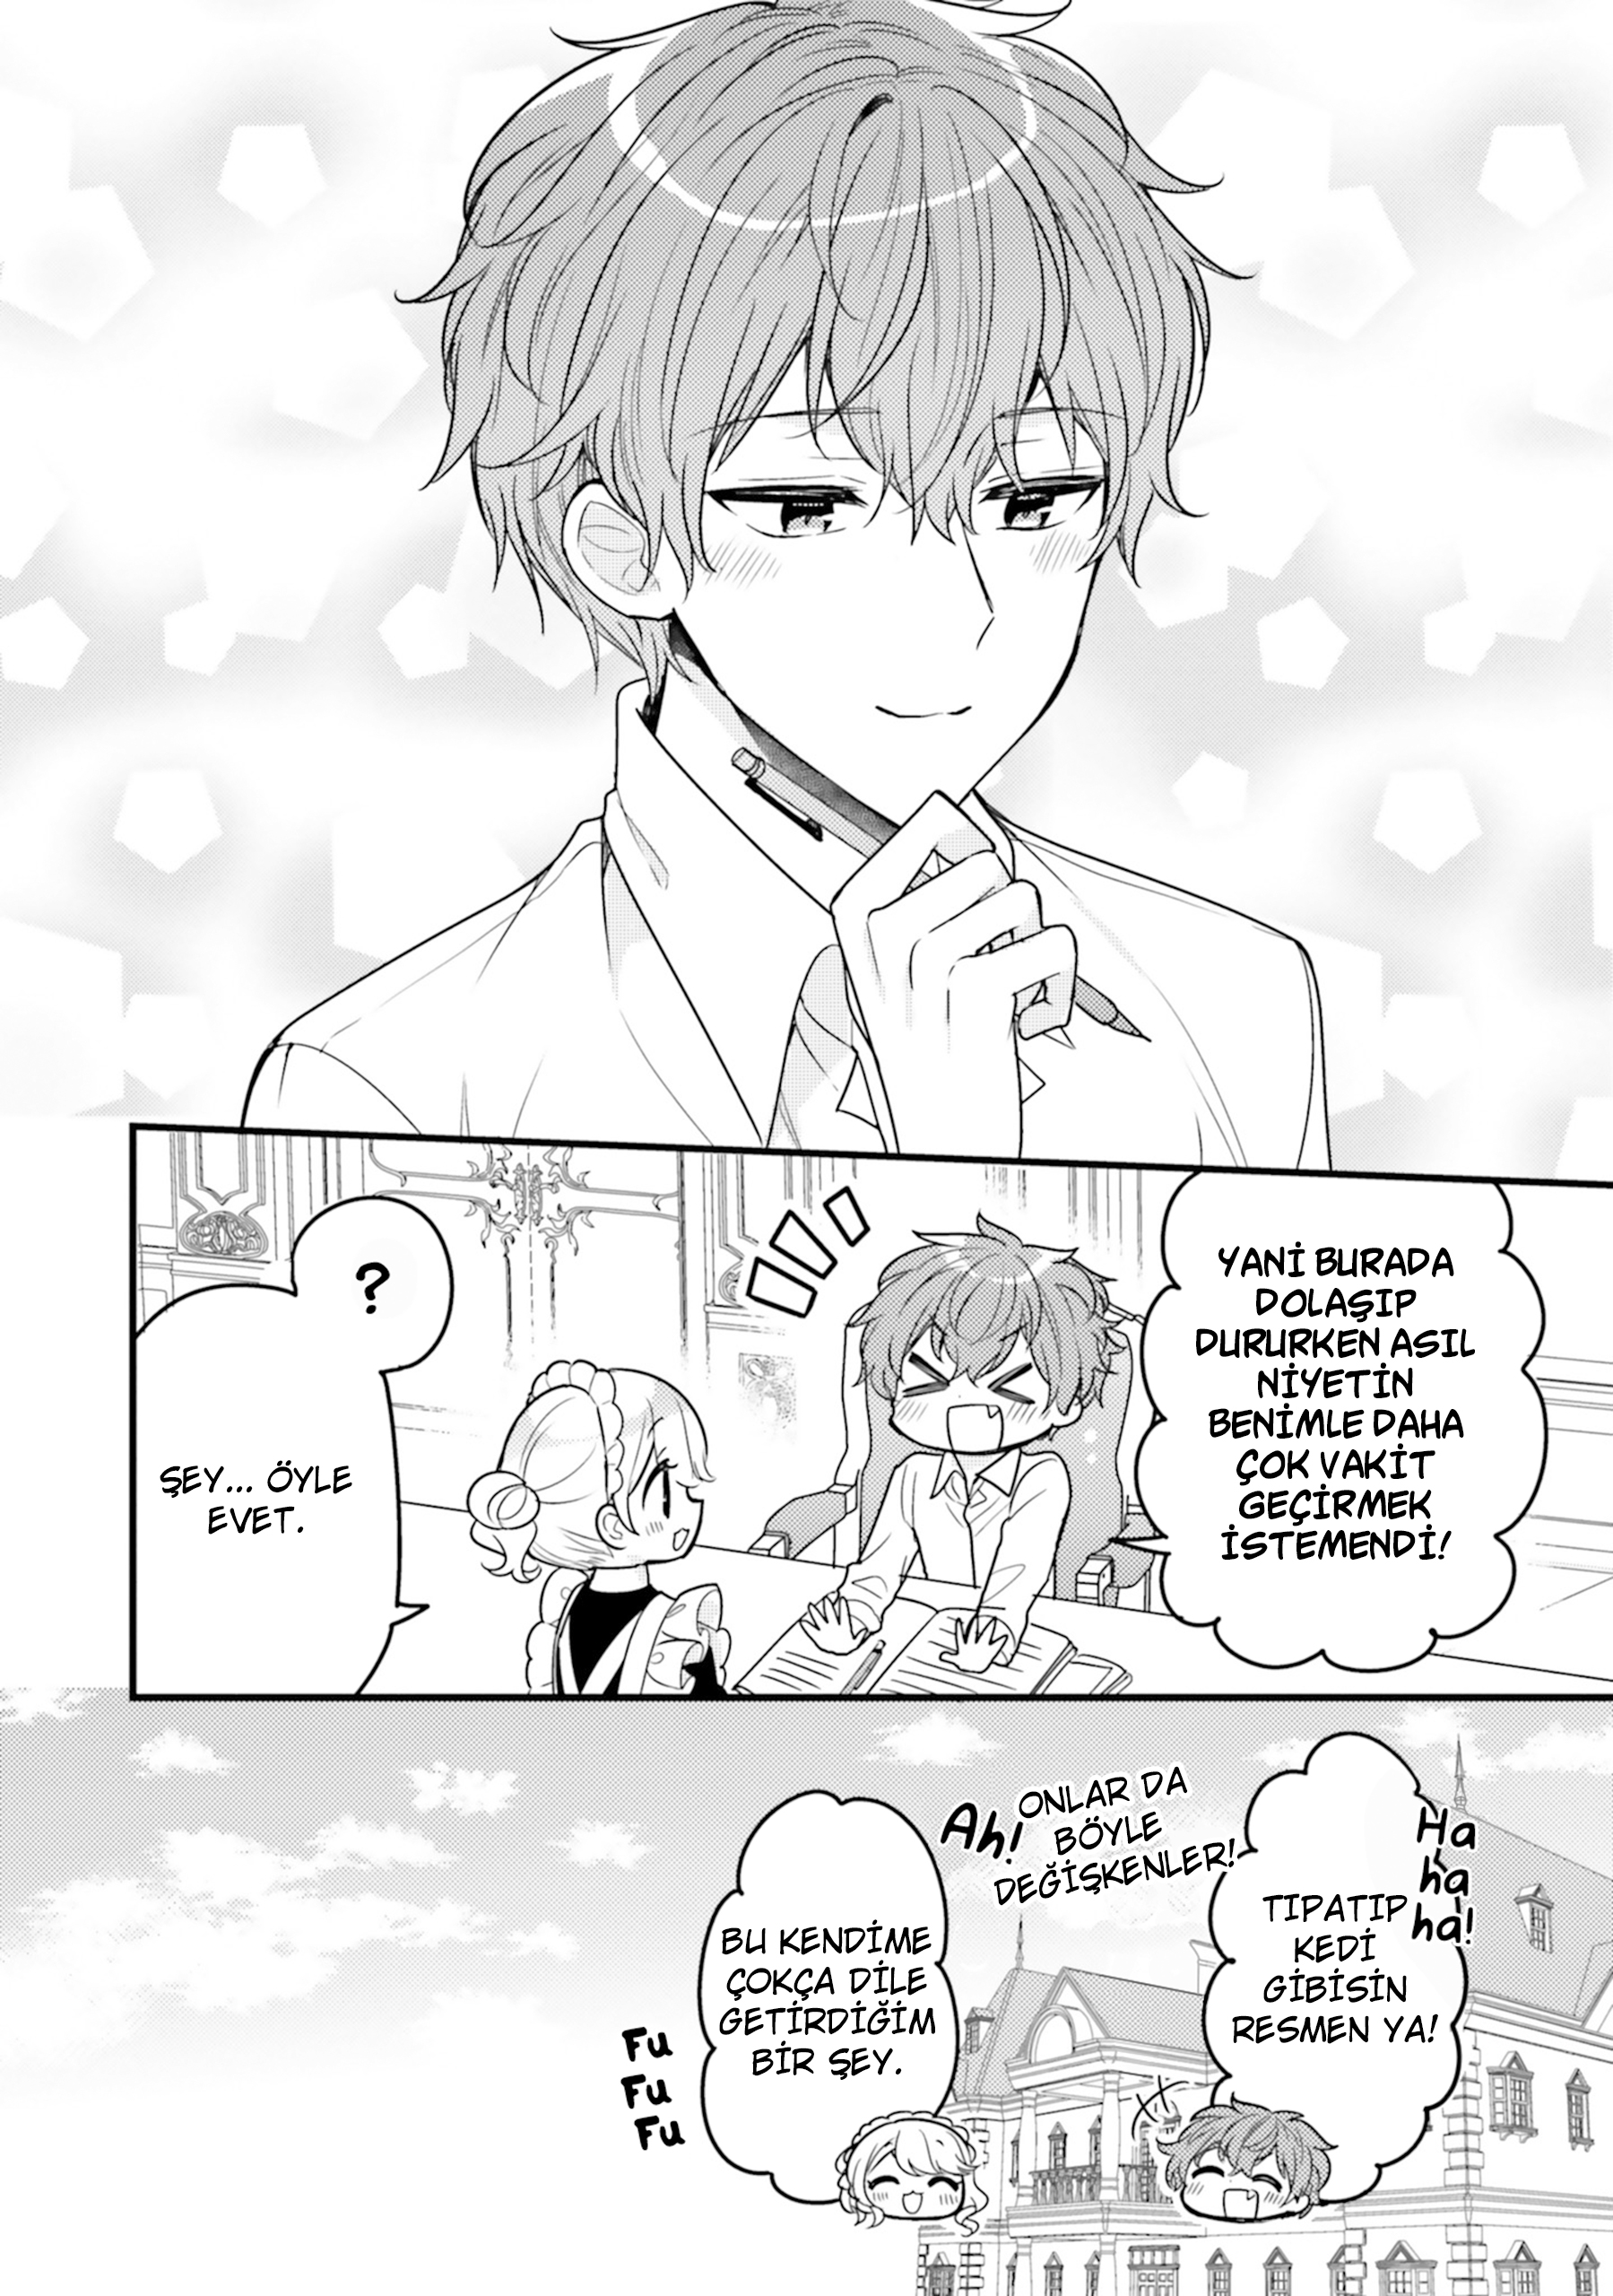 YANİ BURADA
DOLAŞIP
DURURKEN ASIL
NİYETİN
BENİMLE DAHA
ÇOK VAKİT
GEÇİRMEK
İSTEMENDİ!
?
ŞEY... ÖYLE
EVET.
Ha
ha
ha!
TIPATIP
KEDİ
GİBİSİN
RESMEN YA!
Ah!
ONLAR DA
BÖYLE
DEĞİŞKENLER!
BU KENDİME
ÇOKÇA DİLE
GETİRDİĞİM
BİR ŞEY.
Fu
Fu
Fu